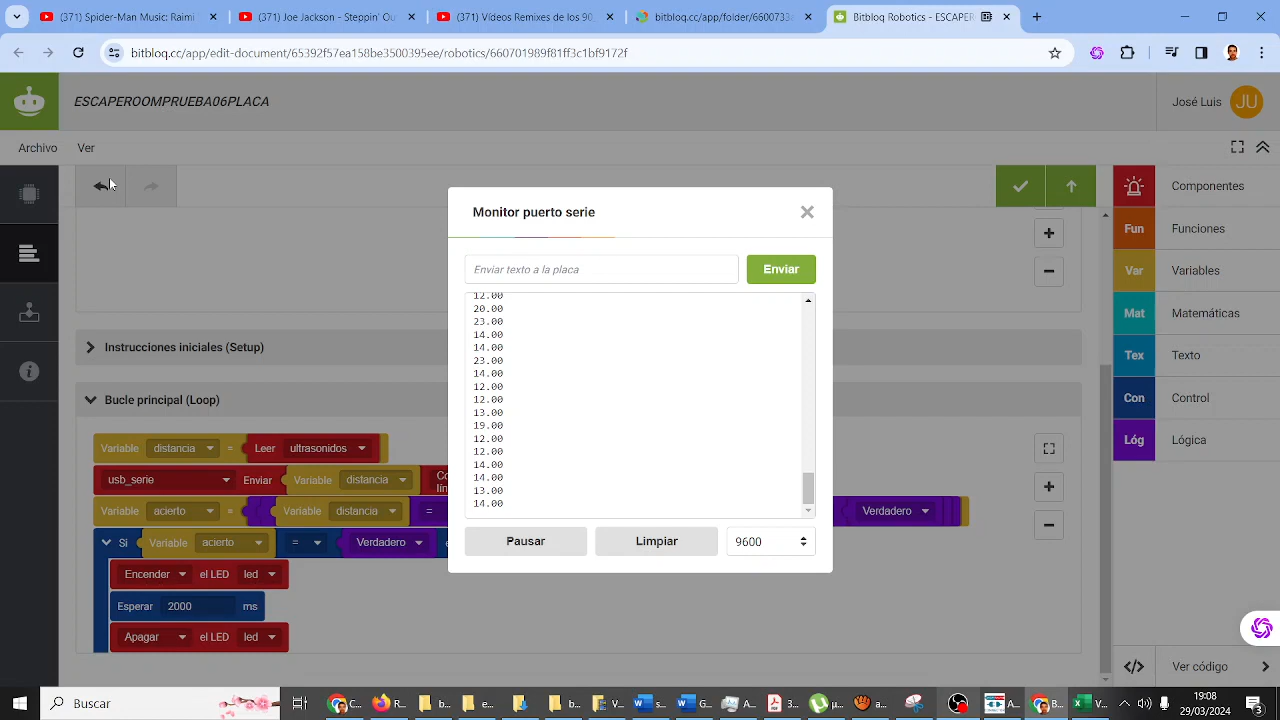 (371) Spider-Music: Rammi
(371) De Jackson - Steppin' Ou
(371) Vídeos Remixes de los 90
bitbloq.cc/app/folder/6600733a
Bitbloq Robotics - ESCAPER
bitbloq.cc/app/edit-document/65392f57ea158be3500395ee/robotics/660701989f81ff3c1bf9172f
ESCAPEROOMPRUEBA06PLACA
José Luis JU
Archivo Ver
Monitor puerto serie
Enviar texto a la placa
Enviar
12.00
20.00
23.00
14.00
14.00
23.00
14.00
12.00
12.00
13.00
19.00
12.00
12.00
14.00
14.00
13.00
14.00
Pausar Limpiar 9600
Componentes
Fun Funciones
Var Variables
Mat Matemáticas
Tex Texto
Con Control
Lóg Lógica
Instrucciones iniciales (Setup)
Bucle principal (Loop)
Variable distancia = Leer ultrasonidos
usb_serie Enviar Variable distancia
Variable acierto = Variable distancia = Verdadero
Si Variable acierto = Verdadero
Encender el LED led
Esperar 2000 ms
Apagar el LED led
</> Ver código
Buscar
19:08
29/03/2024